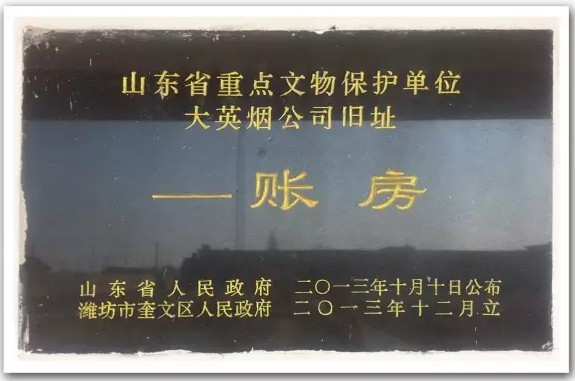 山东省重点文物保护单位
大英烟公司旧址
——账房
山东省人民政府 二〇一三年十月十日公布
潍坊市奎文区人民政府 二〇一三年十二月立